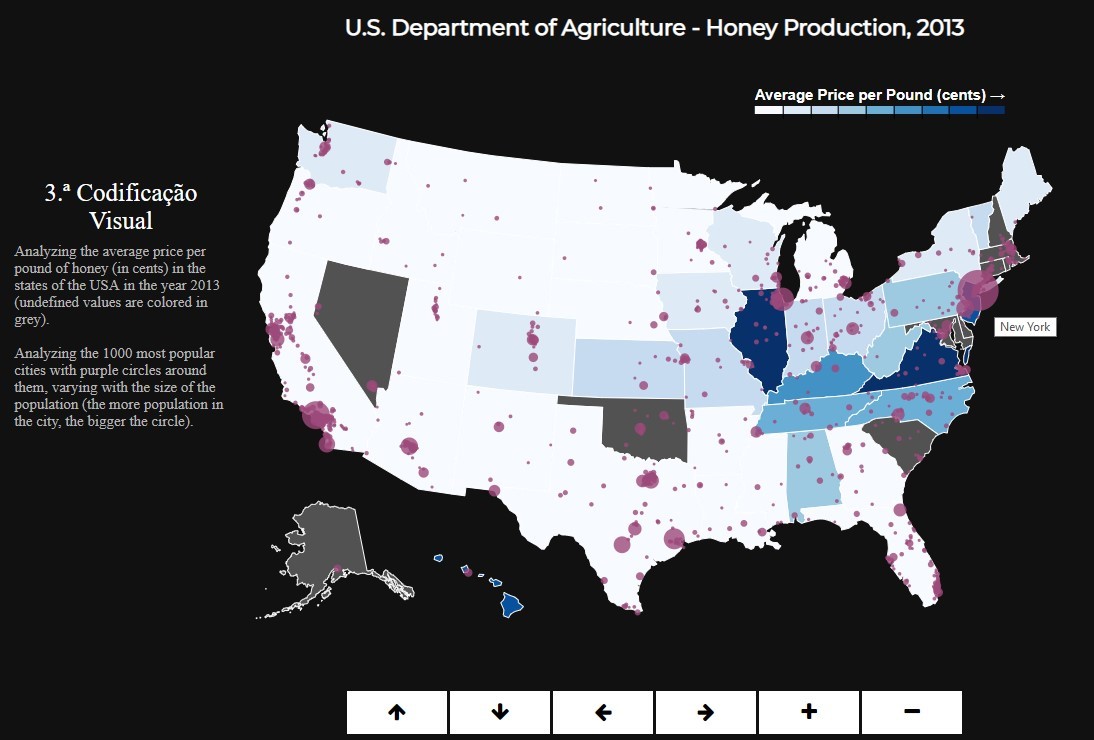 U.S. Department of Agriculture - Honey Production, 2013
Average Price per Pound (cents) →
3.ª Codificação
Visual
Analyzing the average price per
pound of honey (in cents) in the
states of the USA in the year 2013
(undefined values are colored in
grey).
Analyzing the 1000 most popular
cities with purple circles around
them, varying with the size of the
population (the more population in
the city, the bigger the circle).
New York